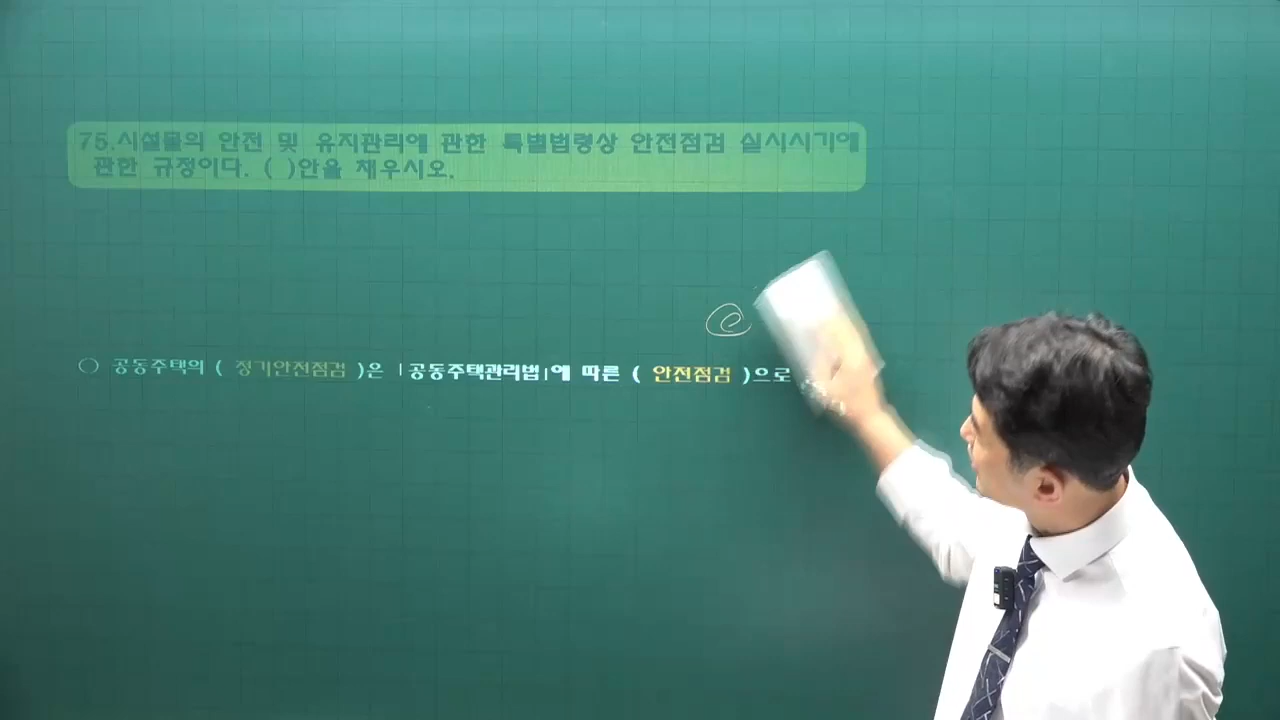 75.시설물의 안전 및 유지관리에 관한 특별법령상 안전점검 실시시기에
관한 규정이다. ( )안을 채우시오.
○ 공동주택의 ( 정기안전점검 )은 「공동주택관리법」에 따른 ( 안전점검 )으로